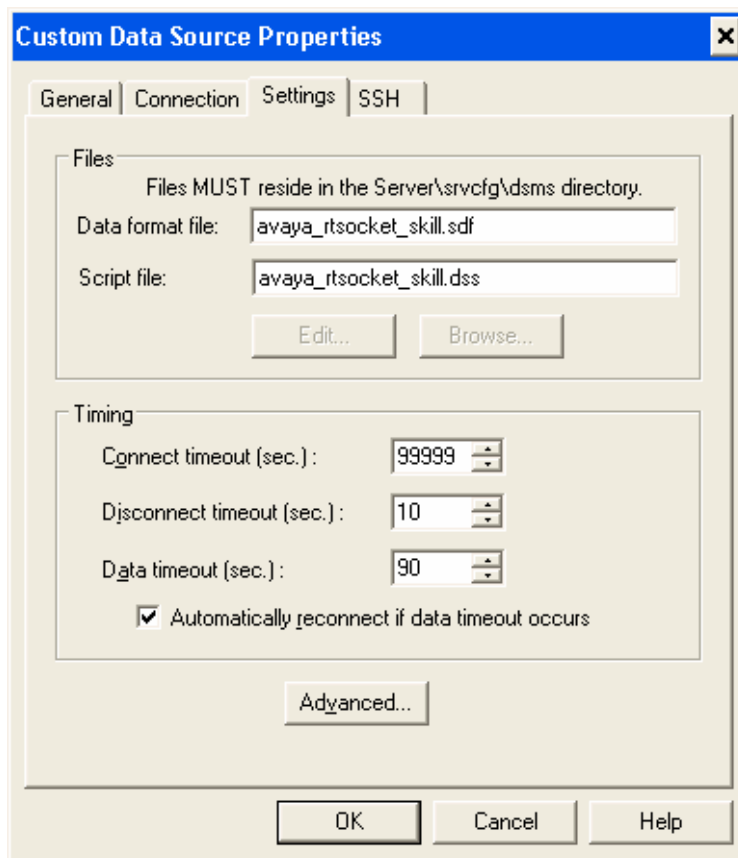 Custom Data Source Properties
General Connection Settings SSH
Files
Files MUST reside in the Server\srvcfg\dsms directory.
Data format file: avaya_rtsocket_skill.sdf
Script file: avaya_rtsocket_skill.dss
Edit... Browse...
Timing
Connect timeout (sec.) : 99999
Disconnect timeout (sec.) : 10
Data timeout (sec.) : 90
Automatically reconnect if data timeout occurs
Advanced...
OK Cancel Help